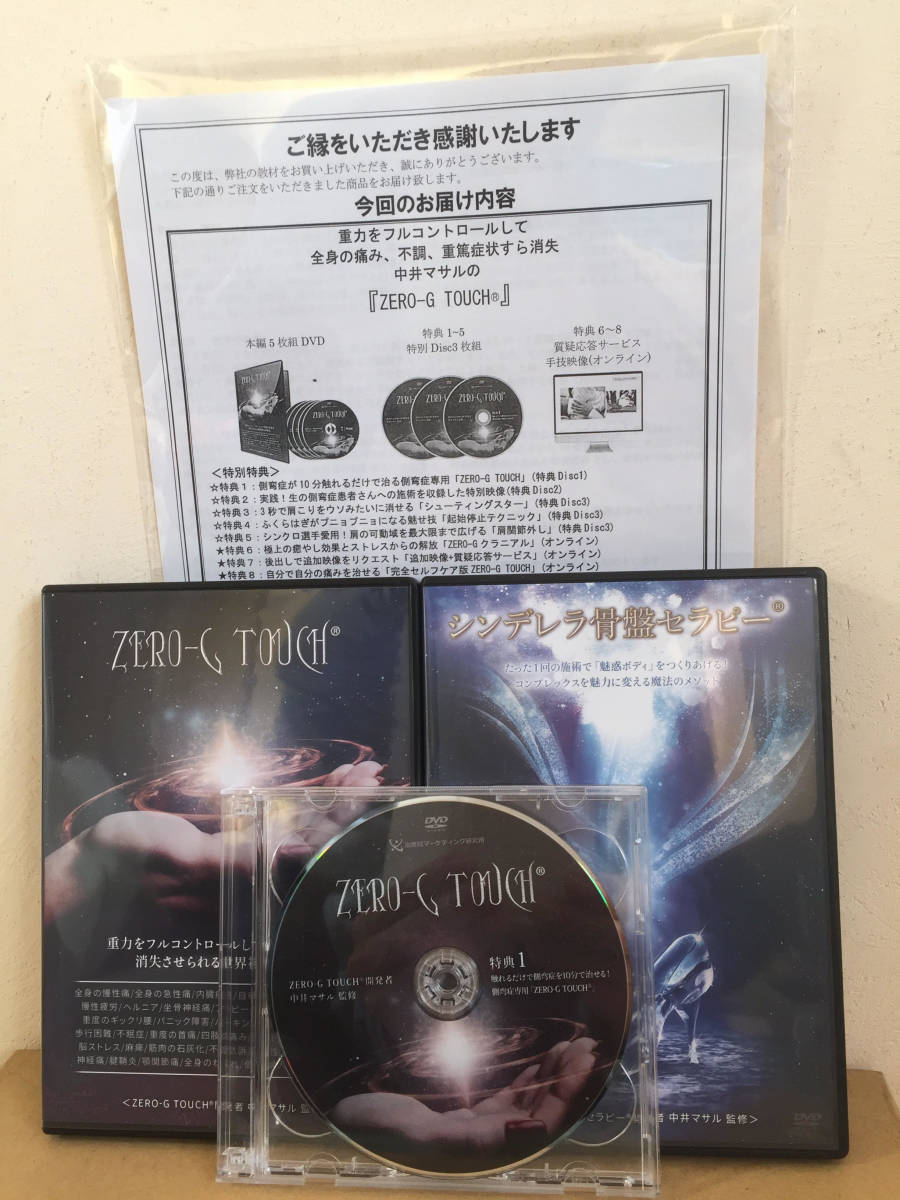 ご縁をいただき感謝いたします
この度は、弊社の教材をお買い上げいただき、誠にありがとうございます。
下記の通りご注文をいただきました商品をお届け致します。
今回のお届け内容
重力をフルコントロールして
全身の痛み、不調、重篤症状すら消失
中井マサルの
『ZERO-G TOUCH®』
本編5枚組DVD
特典1~5
特別Disc3枚組
特典6~8
質疑応答サービス
手技映像(オンライン)
ZERO-G TOUCH
ZERO-G TOUCH
<特別特典>
☆特典1:側弯症が10分触れるだけで治る側弯症専用「ZERO-G TOUCH」(特典Disc1)
☆特典2:実践!生の側弯症患者さんへの施術を収録した特別映像(特典Disc2)
☆特典3:3秒で肩こりをウソみたいに消せる「シューティングスター」(特典Disc3)
☆特典4:ふくらはぎがプニョプニョになる魅せ技「起始停止テクニック」(特典Disc3)
☆特典5:シンクロ選手愛用!肩の可動域を最大限まで広げる「肩関節外し」(特典Disc3)
★特典6:極上の癒やし効果とストレスからの解放「ZERO-Gクラニアル」(オンライン)
★特典7:後出しで追加映像をリクエスト「追加映像+質疑応答サービス」(オンライン)
★特典8:自分で自分の痛みを治せる「完全セルフケア版ZERO-G TOUCH」(オンライン)
ZERO-G TOUCH®
重力をフルコントロールし
消失させられる世界
全身の慢性痛/全身の急性痛/内臓
慢性疲労/ヘルニア/坐骨神経痛/
重度のギックリ腰/パニック障害/
歩行困難/不眠症/重度の首痛/四肢
脳ストレス/麻痺/筋肉の石灰化/不
神経痛/腱鞘炎/顎関節痛/全身の
<ZERO-G TOUCH®開発者 中井マサル 監
シンデレラ骨盤セラピー®
たった1回の施術で「魅惑ボディ」をつくりあげる!
コンプレックスを魅力に変える魔法のメソッド
セラピー® 者 中井マサル 監修>
DVD
DVD
治療院マーケティング研究所
ZERO-G TOUCH®
ZERO-G TOUCH®開発者
中井マサル 監修
特典1
触れるだけで側弯症を10分で治せる!
側弯症専用「ZERO-G TOUCH®」